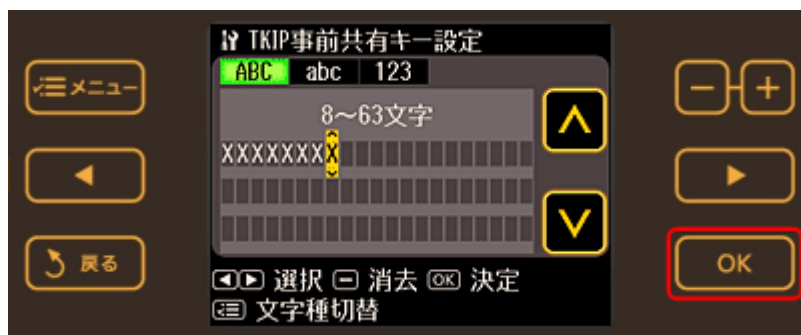 TKIP事前共有キー設定
ABC abc 123
8～63文字
XXXXXXXX
選択 消去 OK 決定
文字種切替
メニュー
戻る
OK